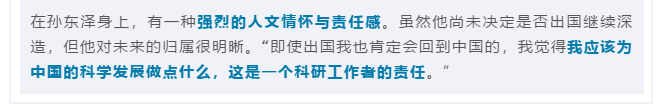 在孙东泽身上，有一种强烈的人文情怀与责任感。虽然他尚未决定是否出国继续深
造，但他对未来的归属很明晰。“即使出国我也肯定会回到中国的，我觉得我应该为
中国的科学发展做点什么，这是一个科研工作者的责任。”